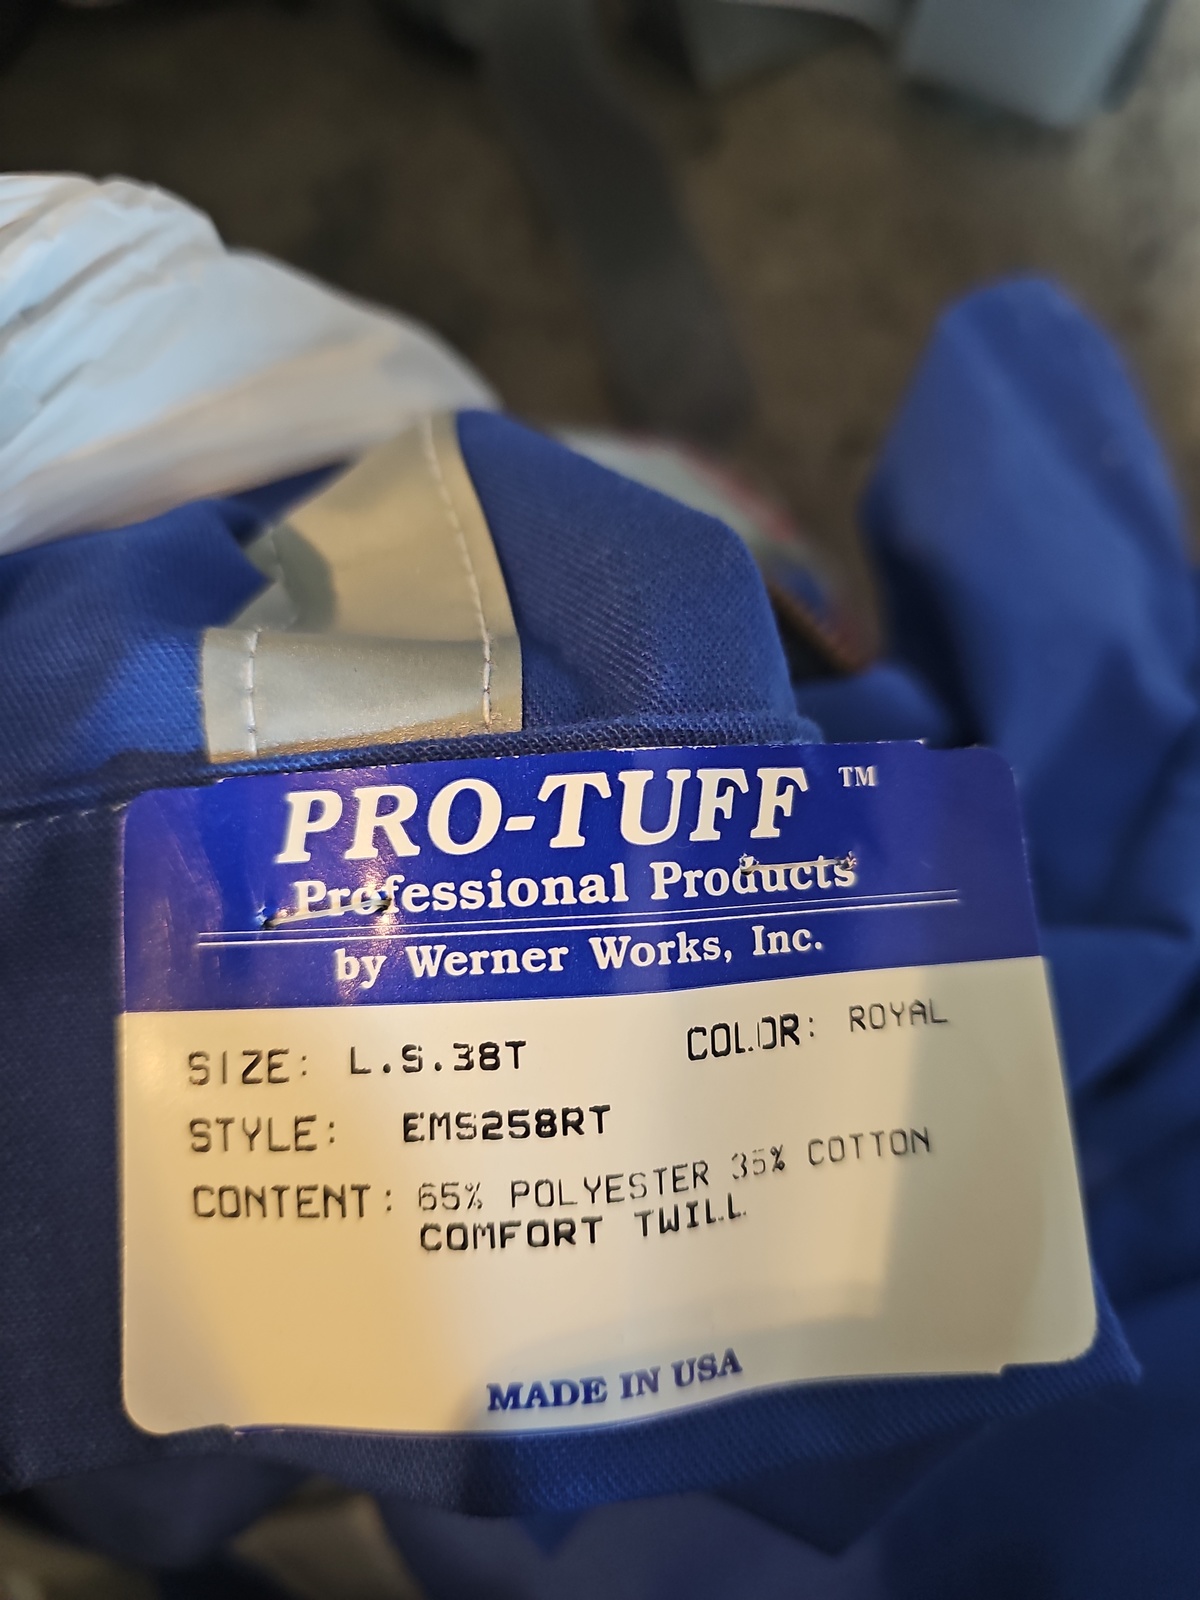 PRO-TUFF ™
Professional Products
by Werner Works, Inc.
SIZE: L.S.38T COLOR: ROYAL
STYLE: EMS258RT
CONTENT: 65% POLYESTER 35% COTTON
COMFORT TWILL
MADE IN USA